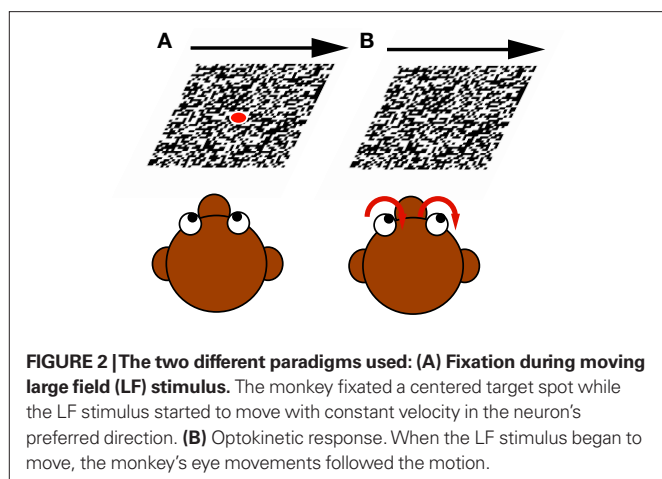 A B
FIGURE 2 | The two different paradigms used: (A) Fixation during moving
large field (LF) stimulus. The monkey fixated a centered target spot while
the LF stimulus started to move with constant velocity in the neuron's
preferred direction. (B) Optokinetic response. When the LF stimulus began to
move, the monkey's eye movements followed the motion.